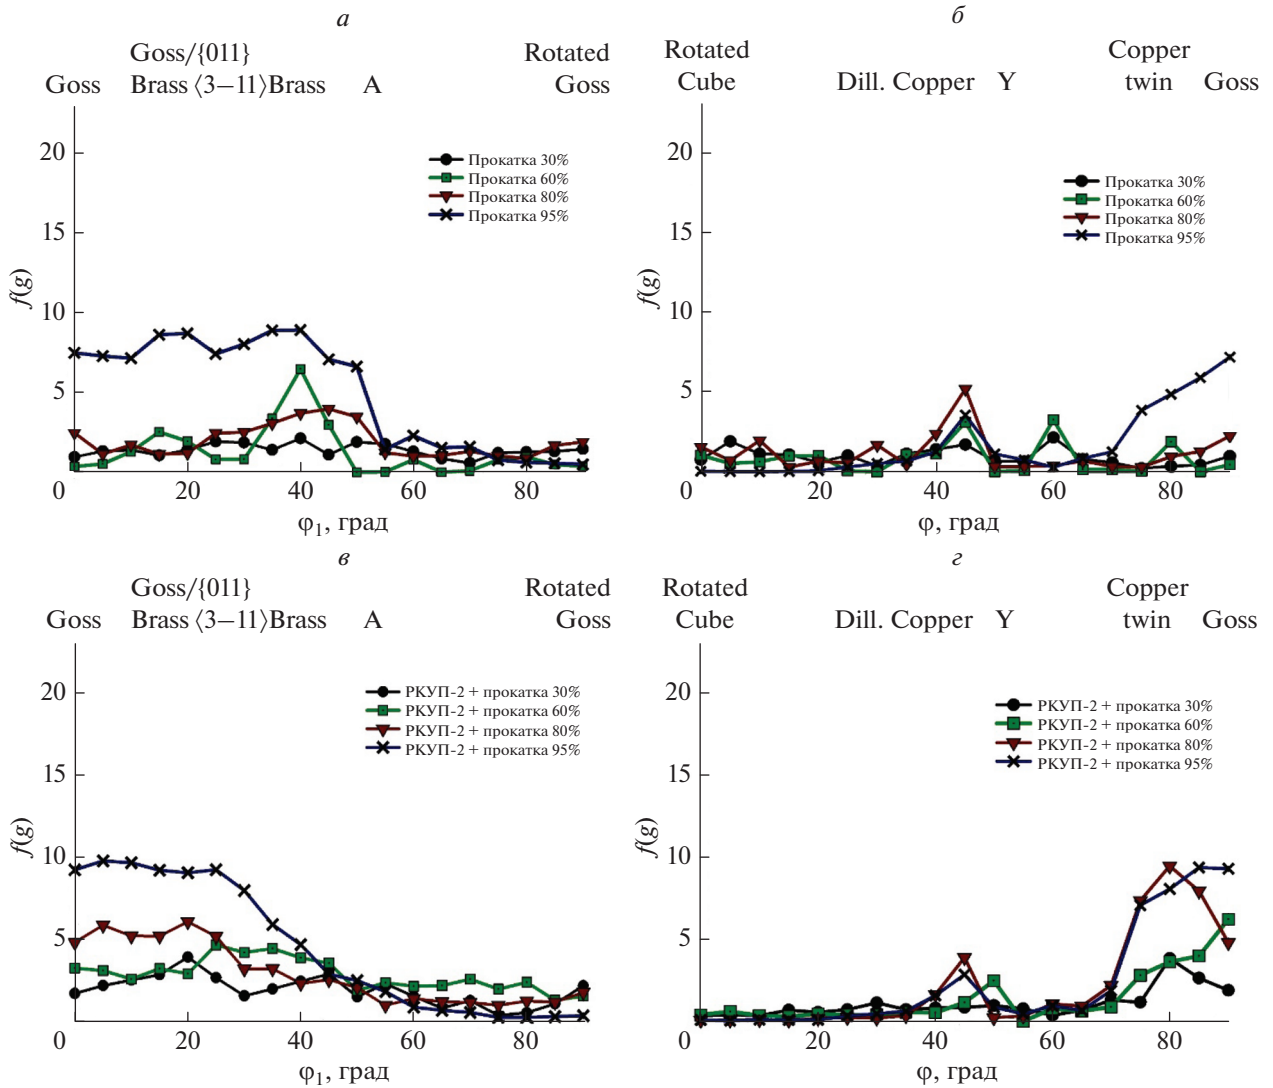 а
Goss/{011}
Rotated
Goss
Brass ⟨3–11⟩Brass
A
Goss
20
15
10
5
0
20
40
60
80
f(g)
φ1, град
Прокатка 30%
Прокатка 60%
Прокатка 80%
Прокатка 95%
б
Rotated
Copper
Cube
Dill. Copper
Y
twin
Goss
20
15
10
5
0
20
40
60
80
f(g)
φ, град
Прокатка 30%
Прокатка 60%
Прокатка 80%
Прокатка 95%
в
Goss/{011}
Rotated
Goss
Brass ⟨3–11⟩Brass
A
Goss
20
15
10
5
0
20
40
60
80
f(g)
φ1, град
РКУП-2 + прокатка 30%
РКУП-2 + прокатка 60%
РКУП-2 + прокатка 80%
РКУП-2 + прокатка 95%
г
Rotated
Copper
Cube
Dill. Copper
Y
twin
Goss
20
15
10
5
0
20
40
60
80
f(g)
φ, град
РКУП-2 + прокатка 30%
РКУП-2 + прокатка 60%
РКУП-2 + прокатка 80%
РКУП-2 + прокатка 95%